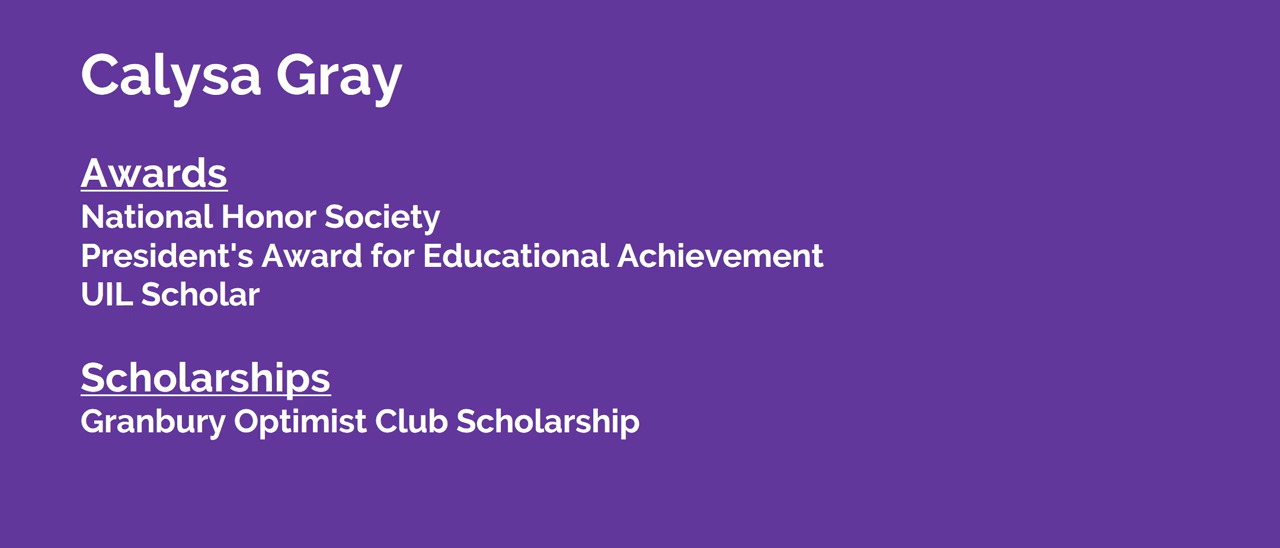 Calysa Gray
Awards
National Honor Society
President's Award for Educational Achievement
UIL Scholar
Scholarships
Granbury Optimist Club Scholarship